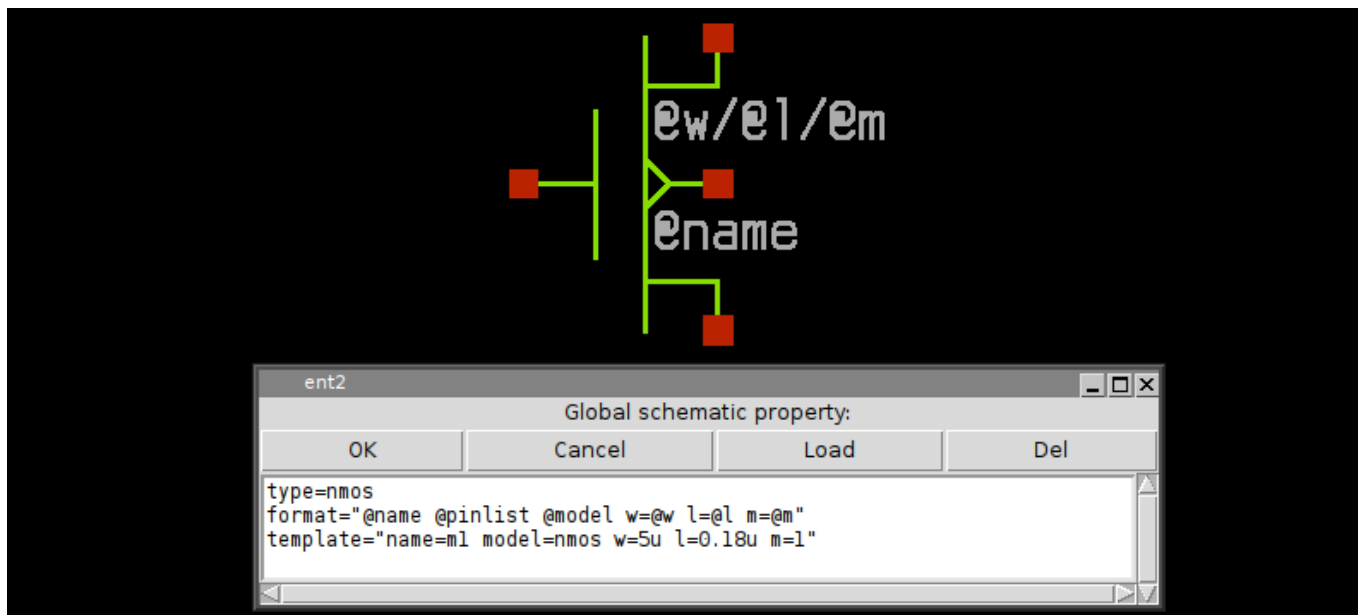 @w/@l/@m
@name
ent2
Global schematic property:
OK Cancel Load Del
type=nmos
format="@name @pinlist @model w=@w l=@l m=@m"
template="name=m1 model=nmos w=5u l=0.18u m=1"